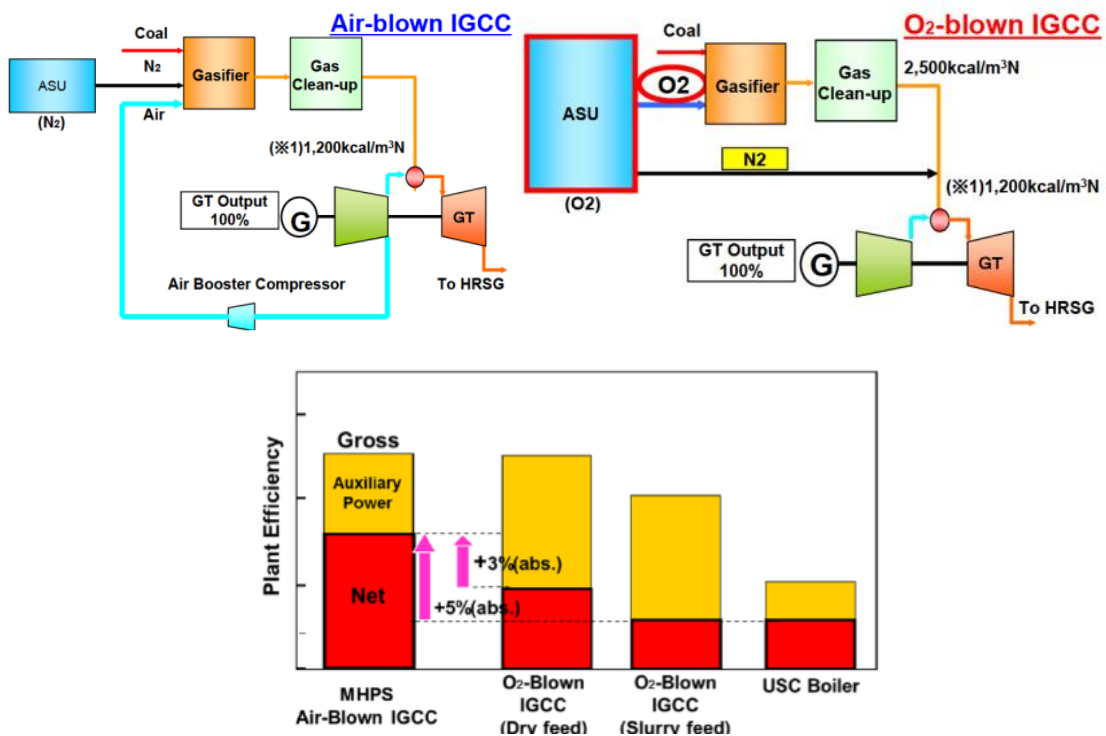 Air-blown IGCC
Coal
N2
ASU
(N2)
Air
Gasifier
Gas
Clean-up
(※1)1,200kcal/m³N
GT Output
100%
G
GT
Air Booster Compressor
To HRSG
O2-blown IGCC
Coal
O2
ASU
(O2)
Gasifier
Gas
Clean-up
2,500kcal/m³N
N2
(※1)1,200kcal/m³N
GT Output
100%
G
GT
To HRSG
Plant Efficiency
Gross
Auxiliary
Power
Net
+3%(abs.)
+5%(abs.)
MHPS
Air-Blown IGCC
O2-Blown
IGCC
(Dry feed)
O2-Blown
IGCC
(Slurry feed)
USC Boiler